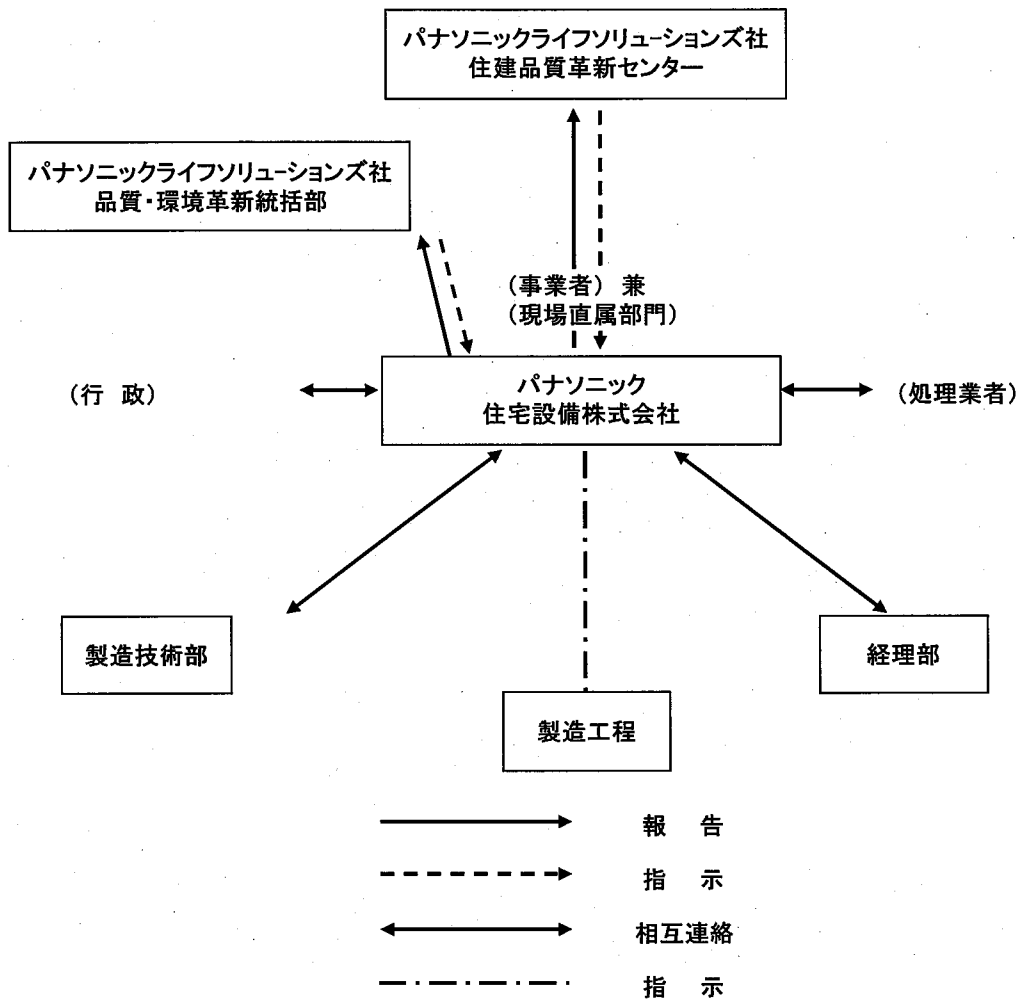 パナソニックライフソリューションズ社
住建品質革新センター
パナソニックライフソリューションズ社
品質・環境革新統括部
（事業者）兼
（現場直属部門）
（行　政）
パナソニック
住宅設備株式会社
（処理業者）
製造技術部
経理部
製造工程
報　告
指　示
相互連絡
指　示